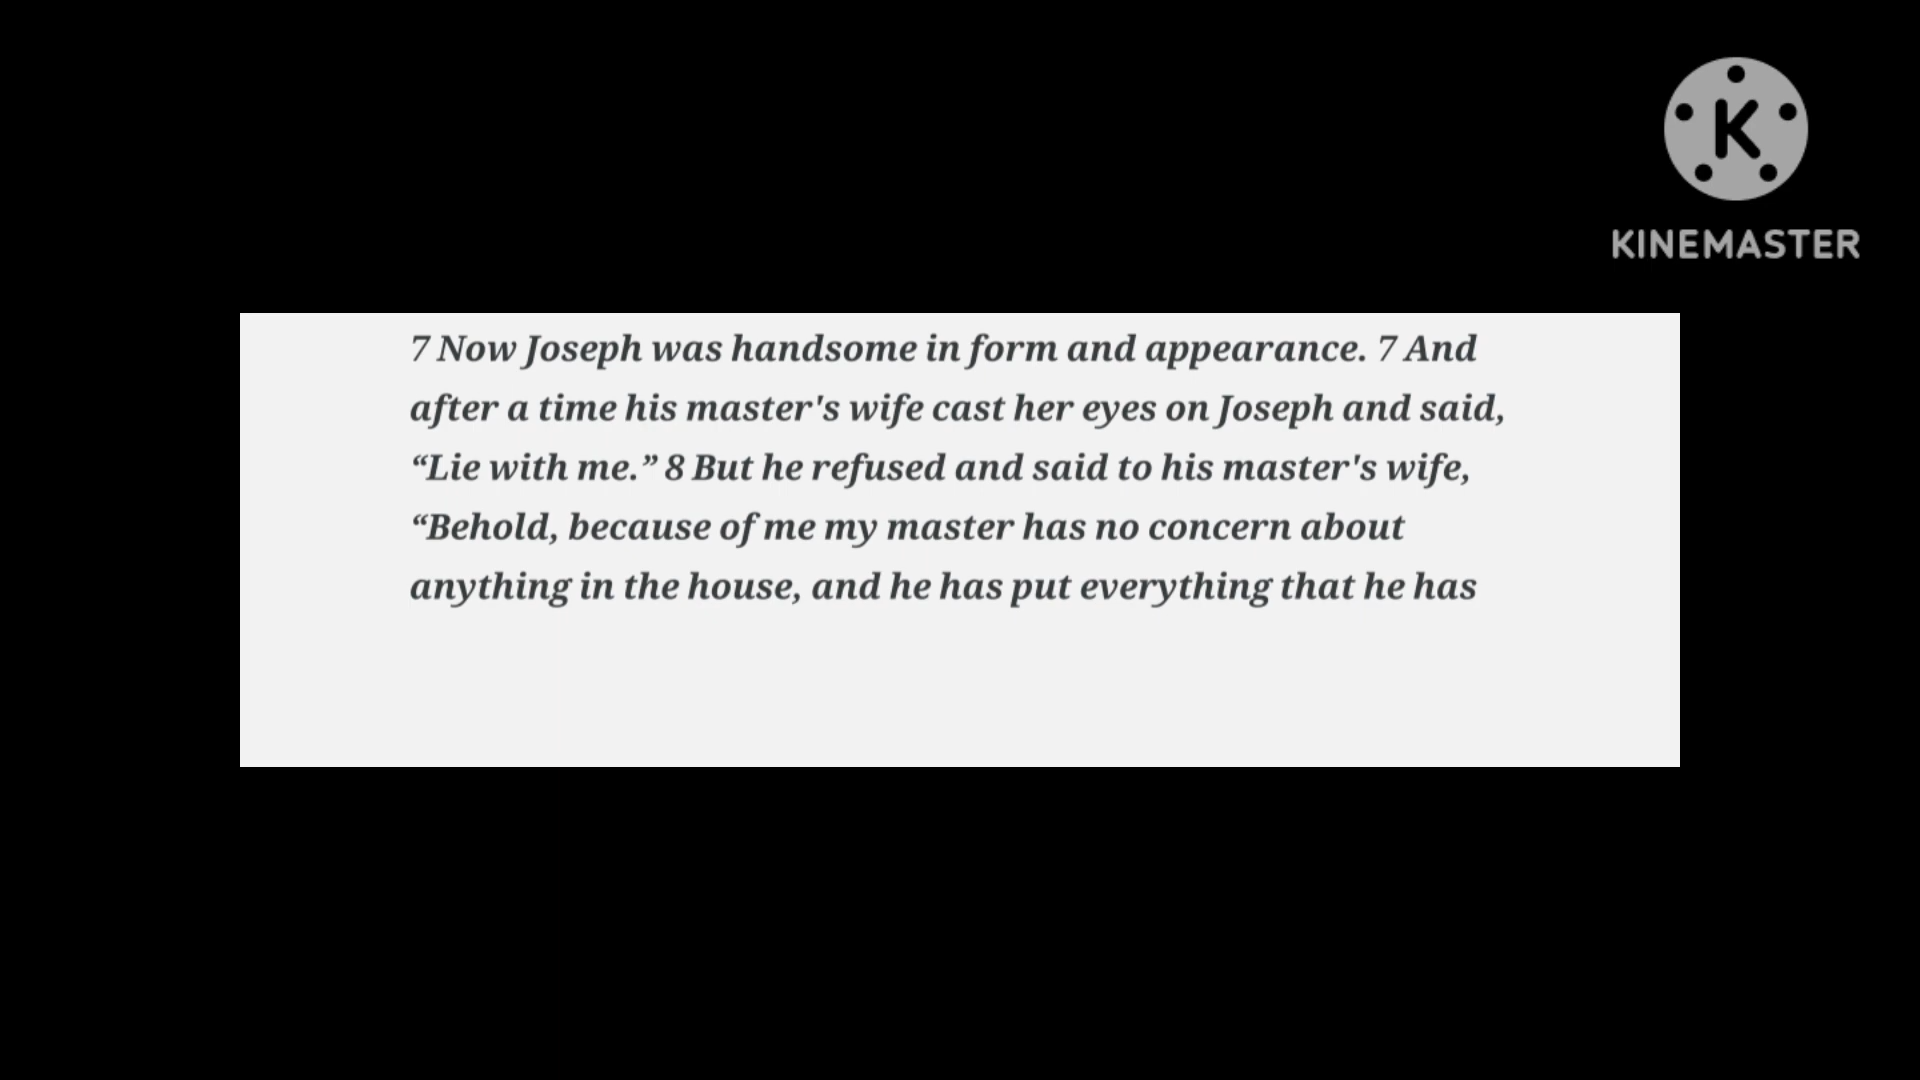 KINEMASTER
7 Now Joseph was handsome in form and appearance. 7 And
after a time his master's wife cast her eyes on Joseph and said,
“Lie with me.” 8 But he refused and said to his master's wife,
“Behold, because of me my master has no concern about
anything in the house, and he has put everything that he has